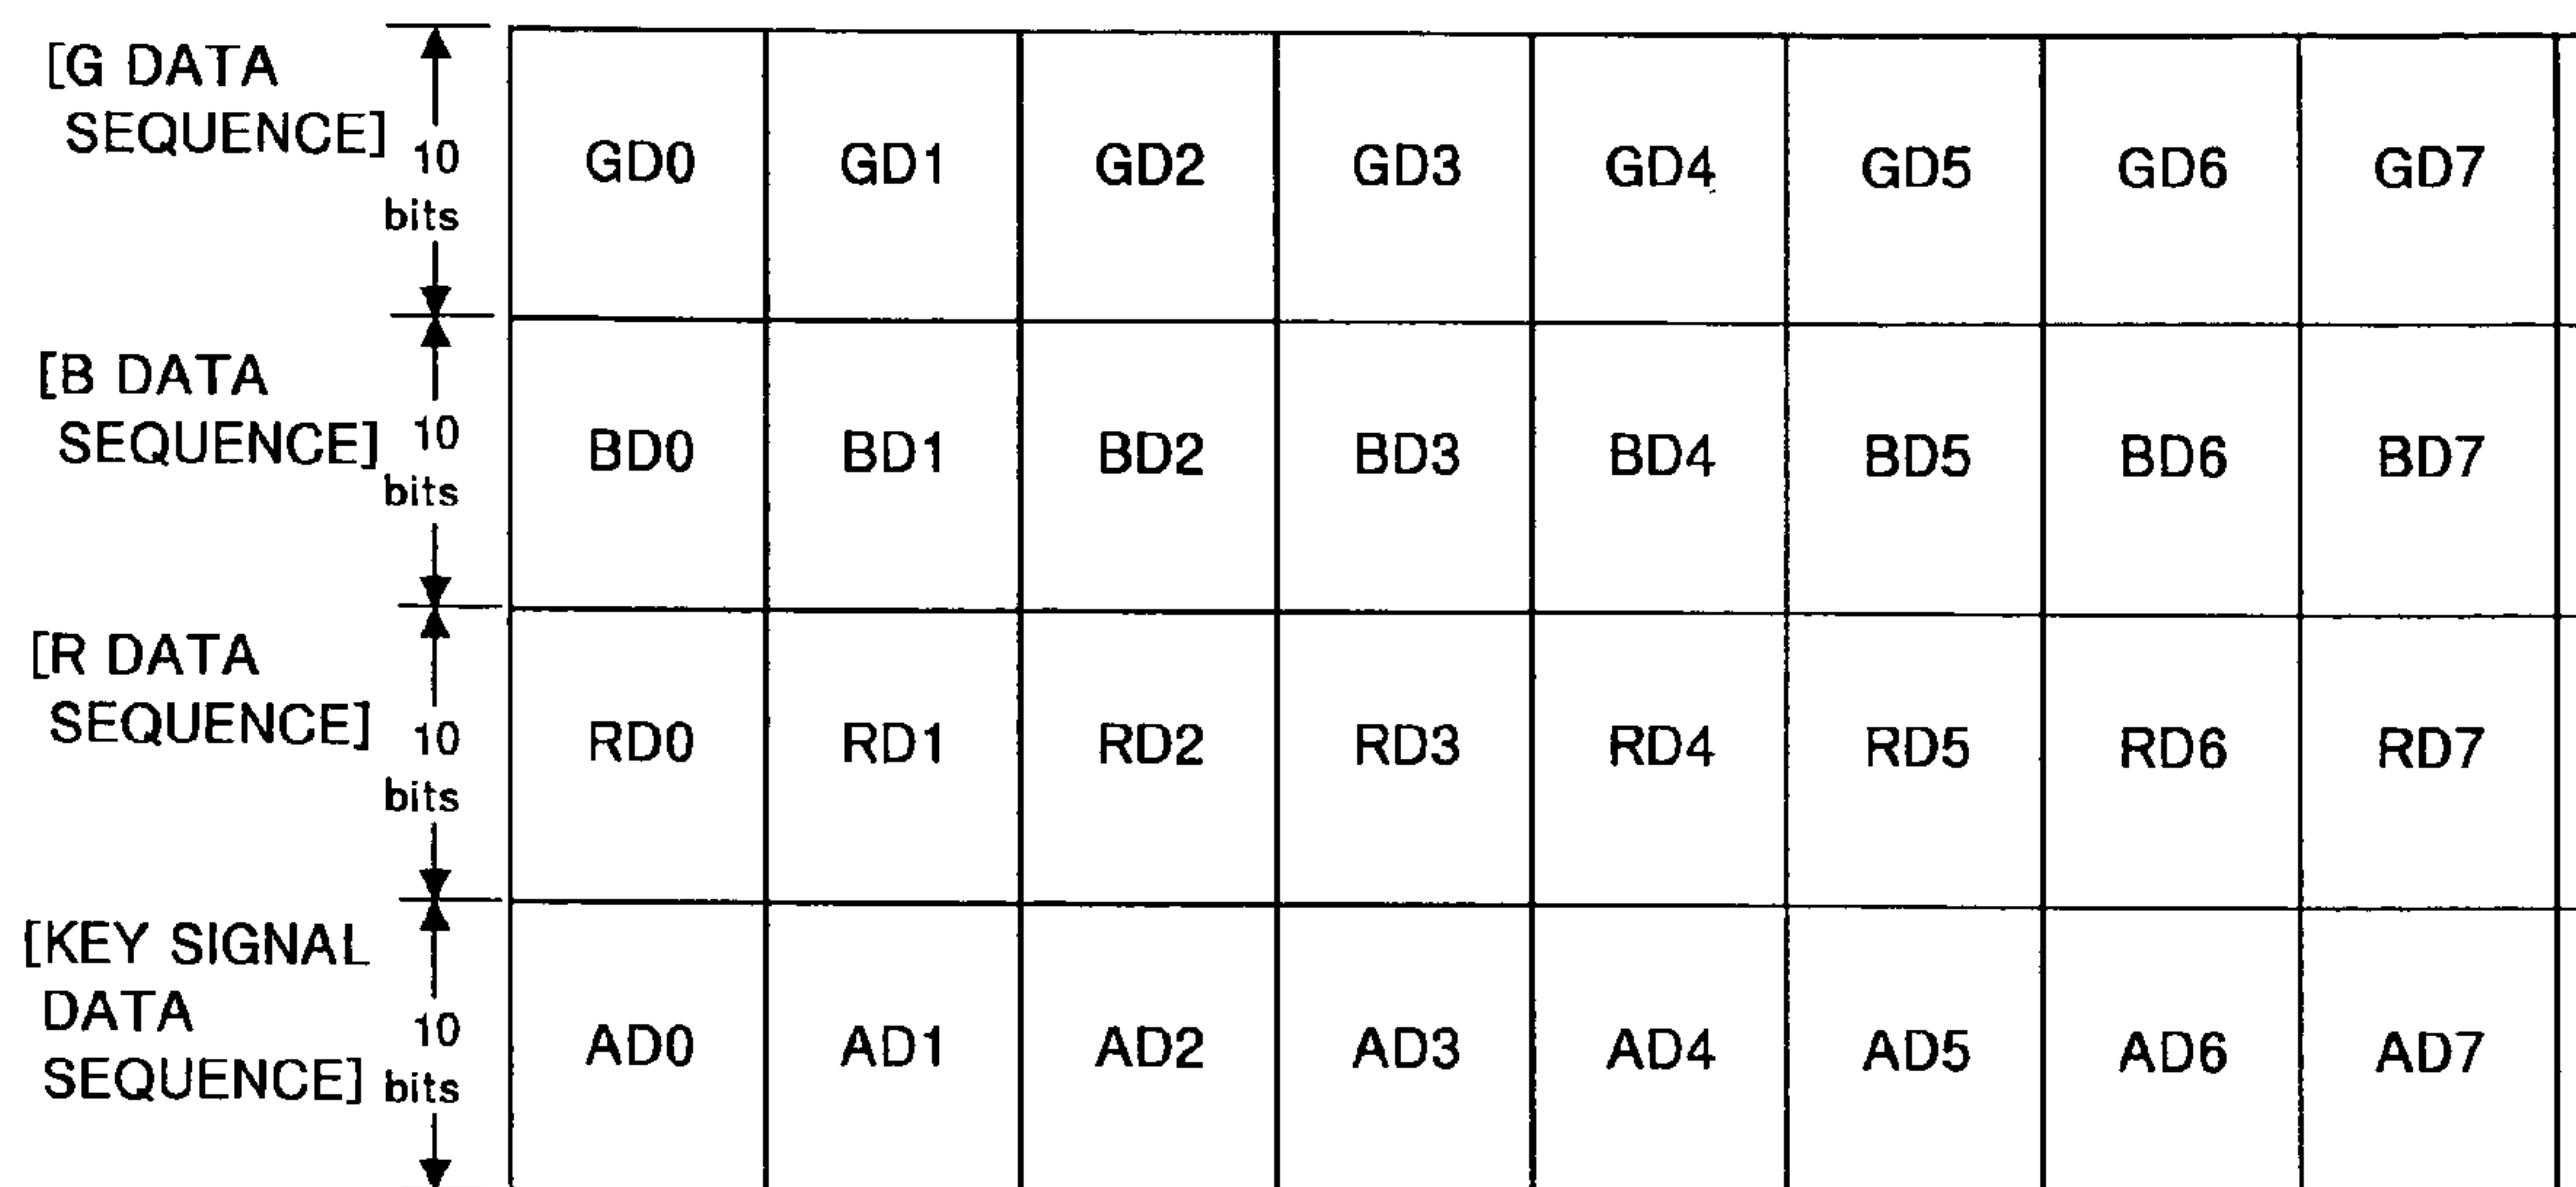 [G DATA
SEQUENCE]
10
bits
GD0 GD1 GD2 GD3 GD4 GD5 GD6 GD7
[B DATA
SEQUENCE]
10
bits
BD0 BD1 BD2 BD3 BD4 BD5 BD6 BD7
[R DATA
SEQUENCE]
10
bits
RD0 RD1 RD2 RD3 RD4 RD5 RD6 RD7
[KEY SIGNAL
DATA
SEQUENCE]
10
bits
AD0 AD1 AD2 AD3 AD4 AD5 AD6 AD7